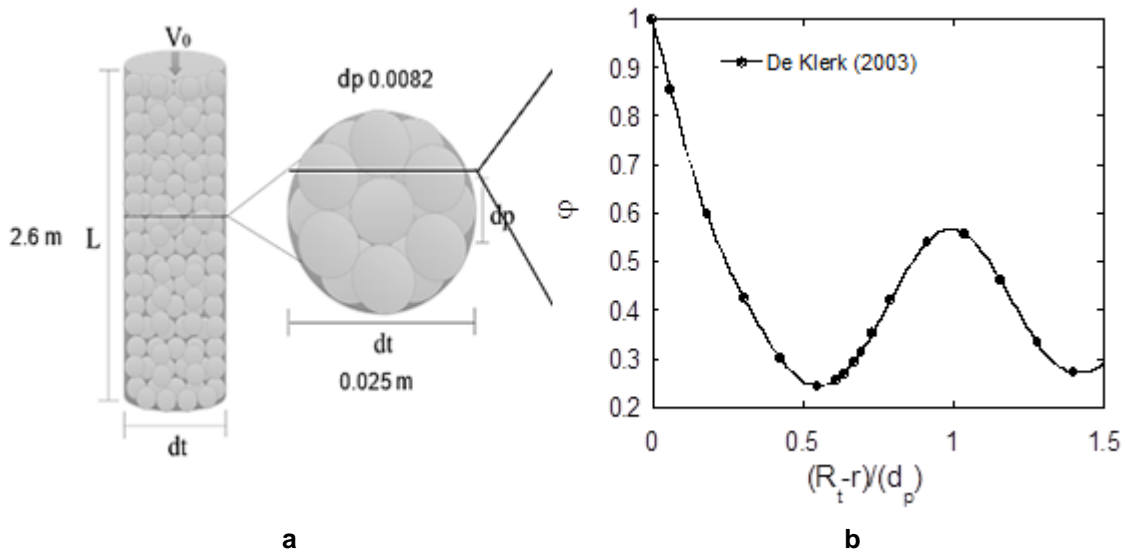 V₀
dp 0.0082
2.6 m
L
dp
dt
0.025 m
dt
a
De Klerk (2003)
φ
1
0.9
0.8
0.7
0.6
0.5
0.4
0.3
0.2
0 0.5 1 1.5
(R_t-r)/(d_p)
b